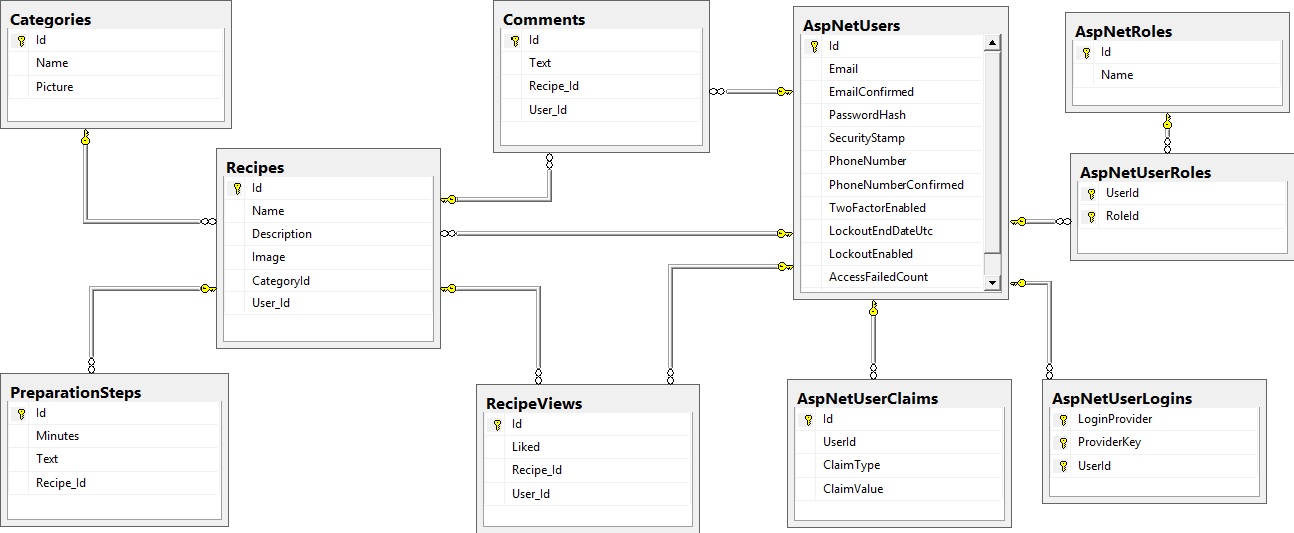 Categories
Id
Name
Picture
Comments
Id
Text
Recipe_Id
User_Id
AspNetUsers
Id
Email
EmailConfirmed
PasswordHash
SecurityStamp
PhoneNumber
PhoneNumberConfirmed
TwoFactorEnabled
LockoutEndDateUtc
LockoutEnabled
AccessFailedCount
AspNetRoles
Id
Name
Recipes
Id
Name
Description
Image
CategoryId
User_Id
AspNetUserRoles
UserId
RoleId
PreparationSteps
Id
Minutes
Text
Recipe_Id
RecipeViews
Id
Liked
Recipe_Id
User_Id
AspNetUserClaims
Id
UserId
ClaimType
ClaimValue
AspNetUserLogins
LoginProvider
ProviderKey
UserId